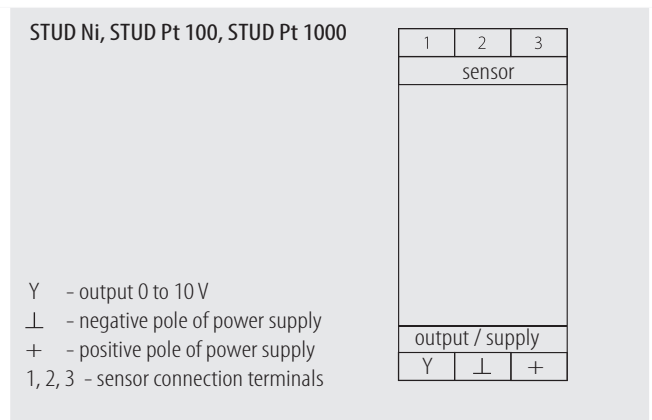 STUD Ni, STUD Pt 100, STUD Pt 1000
1 2 3
sensor
Y – output 0 to 10 V
⊥ – negative pole of power supply
+ – positive pole of power supply
1, 2, 3 – sensor connection terminals
output / supply
Y ⊥ +